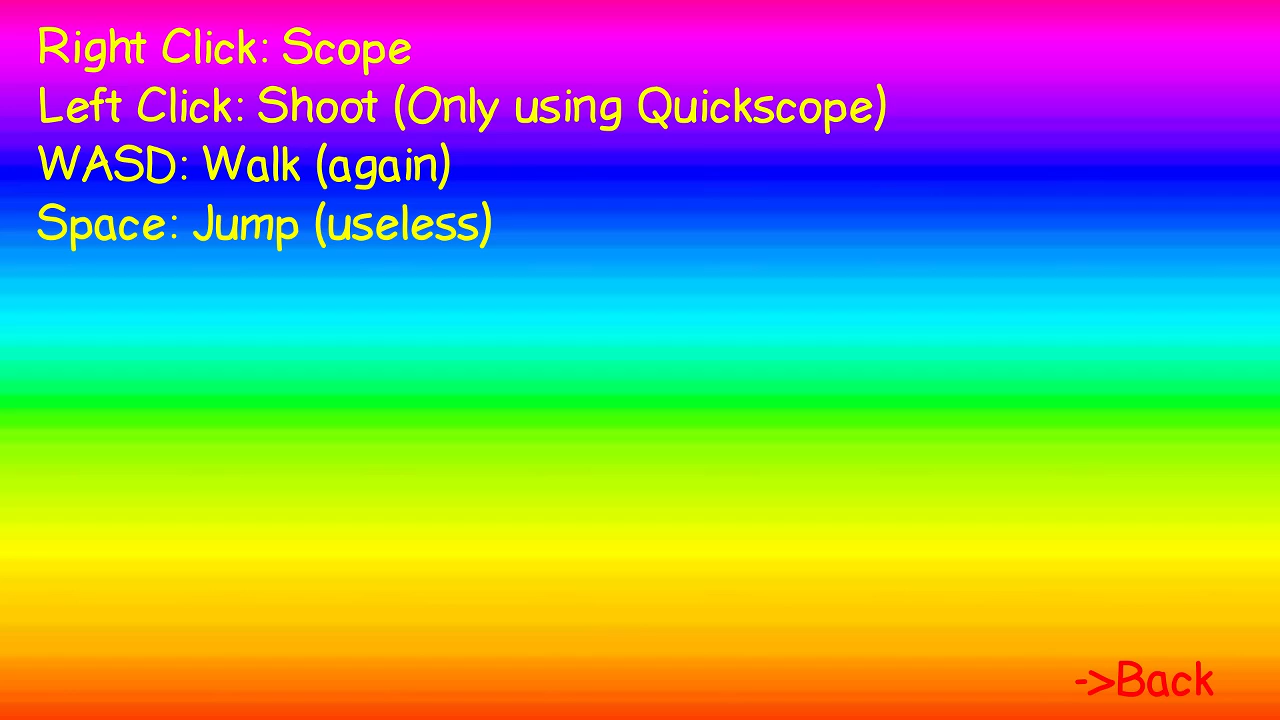 Right Click: Scope
Left Click: Shoot (Only using Quickscope)
WASD: Walk (again)
Space: Jump (useless)
->Back